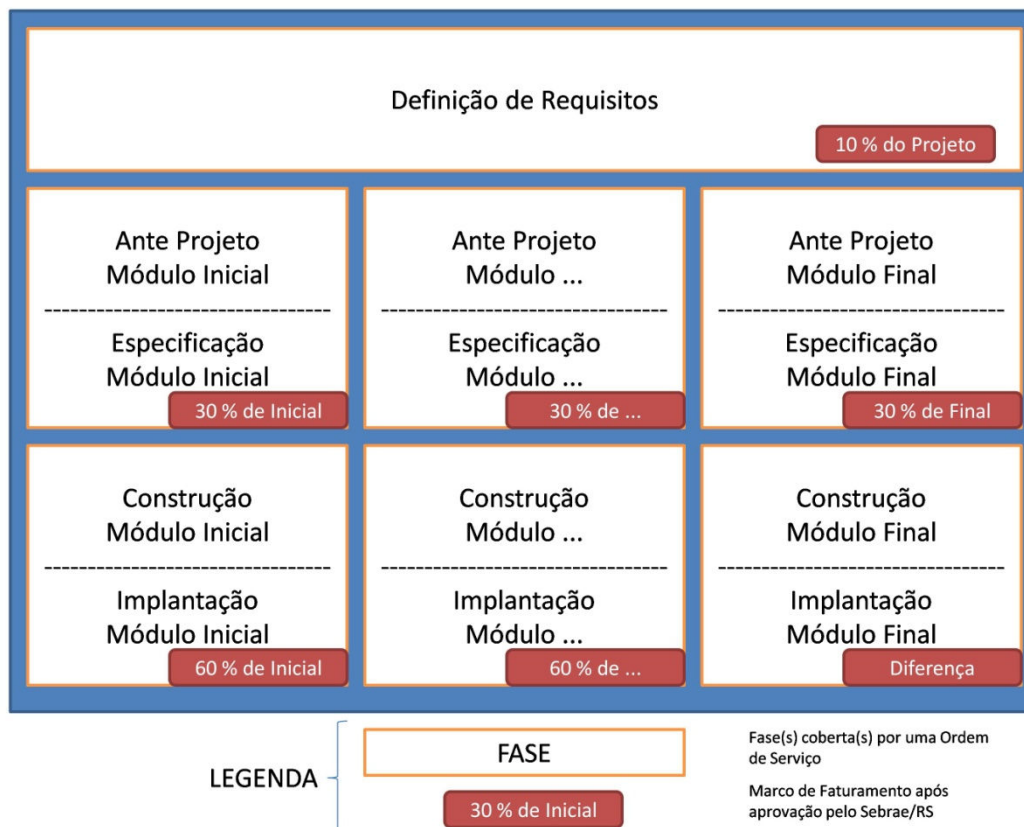 Definição de Requisitos
10 % do Projeto
Ante Projeto
Módulo Inicial
--------------------------------
Especificação
Módulo Inicial
30 % de Inicial
Ante Projeto
Módulo ...
--------------------------------
Especificação
Módulo ...
30 % de ...
Ante Projeto
Módulo Final
--------------------------------
Especificação
Módulo Final
30 % de Final
Construção
Módulo Inicial
--------------------------------
Implantação
Módulo Inicial
60 % de Inicial
Construção
Módulo ...
--------------------------------
Implantação
Módulo ...
60 % de ...
Construção
Módulo Final
--------------------------------
Implantação
Módulo Final
Diferença
LEGENDA
FASE
Fase(s) coberta(s) por uma Ordem
de Serviço
30 % de Inicial
Marco de Faturamento após
aprovação pelo Sebrae/RS